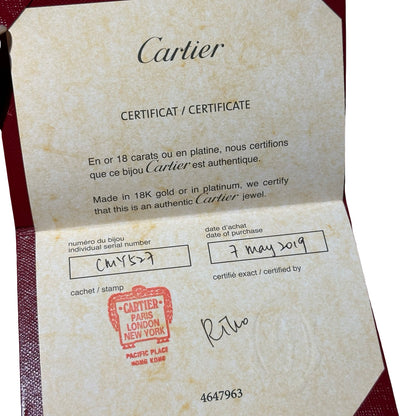 Cartier
CERTIFICAT / CERTIFICATE
En or 18 carats ou en platine, nous certifions
que ce bijou Cartier est authentique.
Made in 18K gold or in platinum, we certify
that this is an authentic Cartier jewel.
numéro du bijou
individual serial number
CMY527
date d'achat
date of purchase
7 may 2019
cachet / stamp
CARTIER
PARIS
LONDON
NEW YORK
PACIFIC PLACE
HONG KONG
certifié exact / certified by
4647963